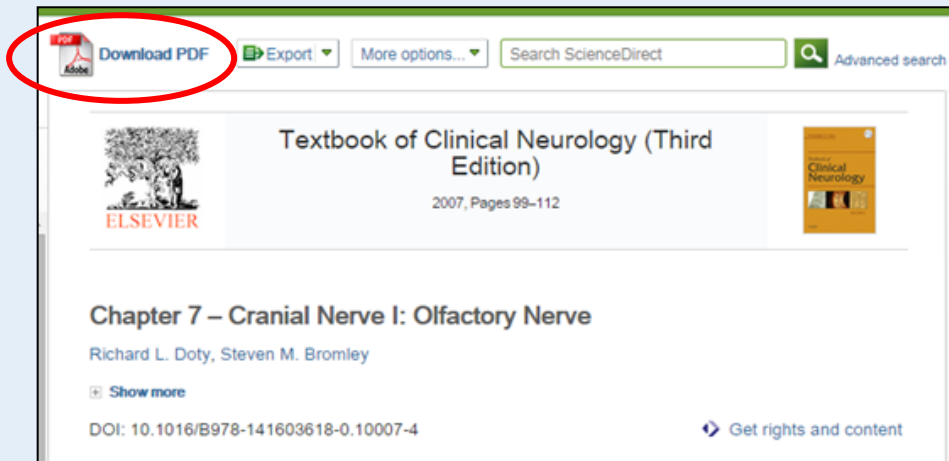 PDF
Adobe
Download PDF
Export
More options...
Search ScienceDirect
Advanced search
ELSEVIER
Textbook of Clinical Neurology (Third
Edition)
2007, Pages 99–112
Clinical
Neurology
Chapter 7 – Cranial Nerve I: Olfactory Nerve
Richard L. Doty, Steven M. Bromley
Show more
DOI: 10.1016/B978-141603618-0.10007-4
Get rights and content